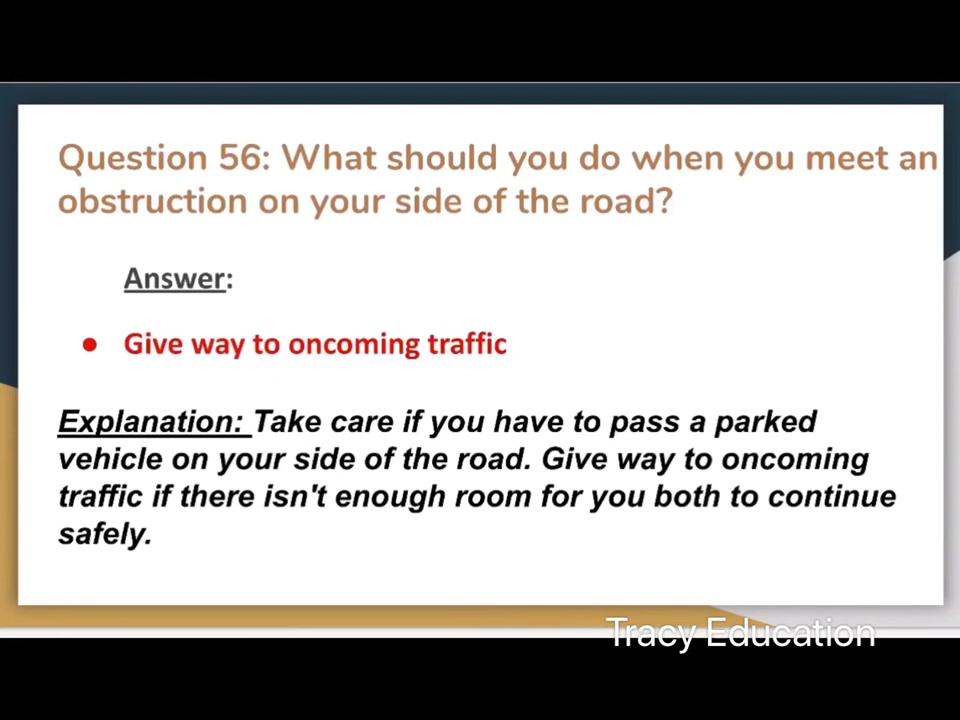 Question 56: What should you do when you meet an
obstruction on your side of the road?
Answer:
● Give way to oncoming traffic
Explanation: Take care if you have to pass a parked
vehicle on your side of the road. Give way to oncoming
traffic if there isn't enough room for you both to continue
safely.
Tracy Education